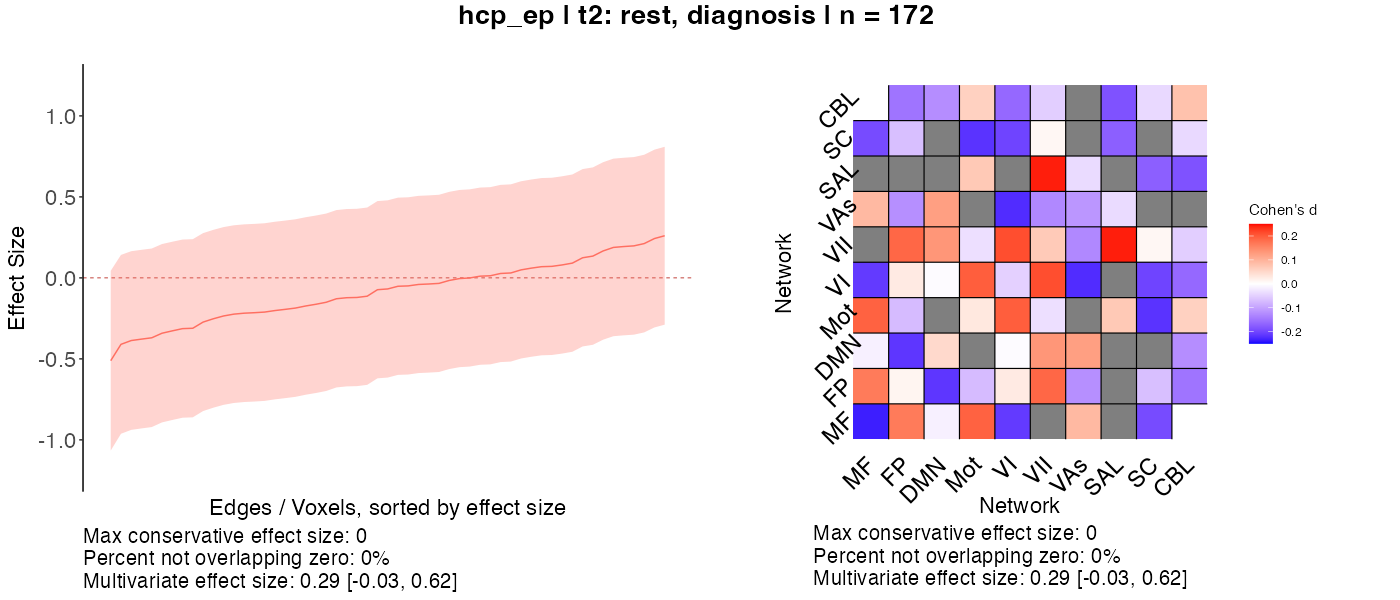 hcp_ep | t2: rest, diagnosis | n = 172
Effect Size
1.0
0.5
0.0
-0.5
-1.0
Edges / Voxels, sorted by effect size
Max conservative effect size: 0
Percent not overlapping zero: 0%
Multivariate effect size: 0.29 [-0.03, 0.62]
Network
CBL
SC
SAL
VAs
VII
VI
Mot
DMN
FP
MF
MF
FP
DMN
Mot
VI
VII
VAs
SAL
SC
CBL
Network
Max conservative effect size: 0
Percent not overlapping zero: 0%
Multivariate effect size: 0.29 [-0.03, 0.62]
Cohen's d
0.2
0.1
0.0
-0.1
-0.2